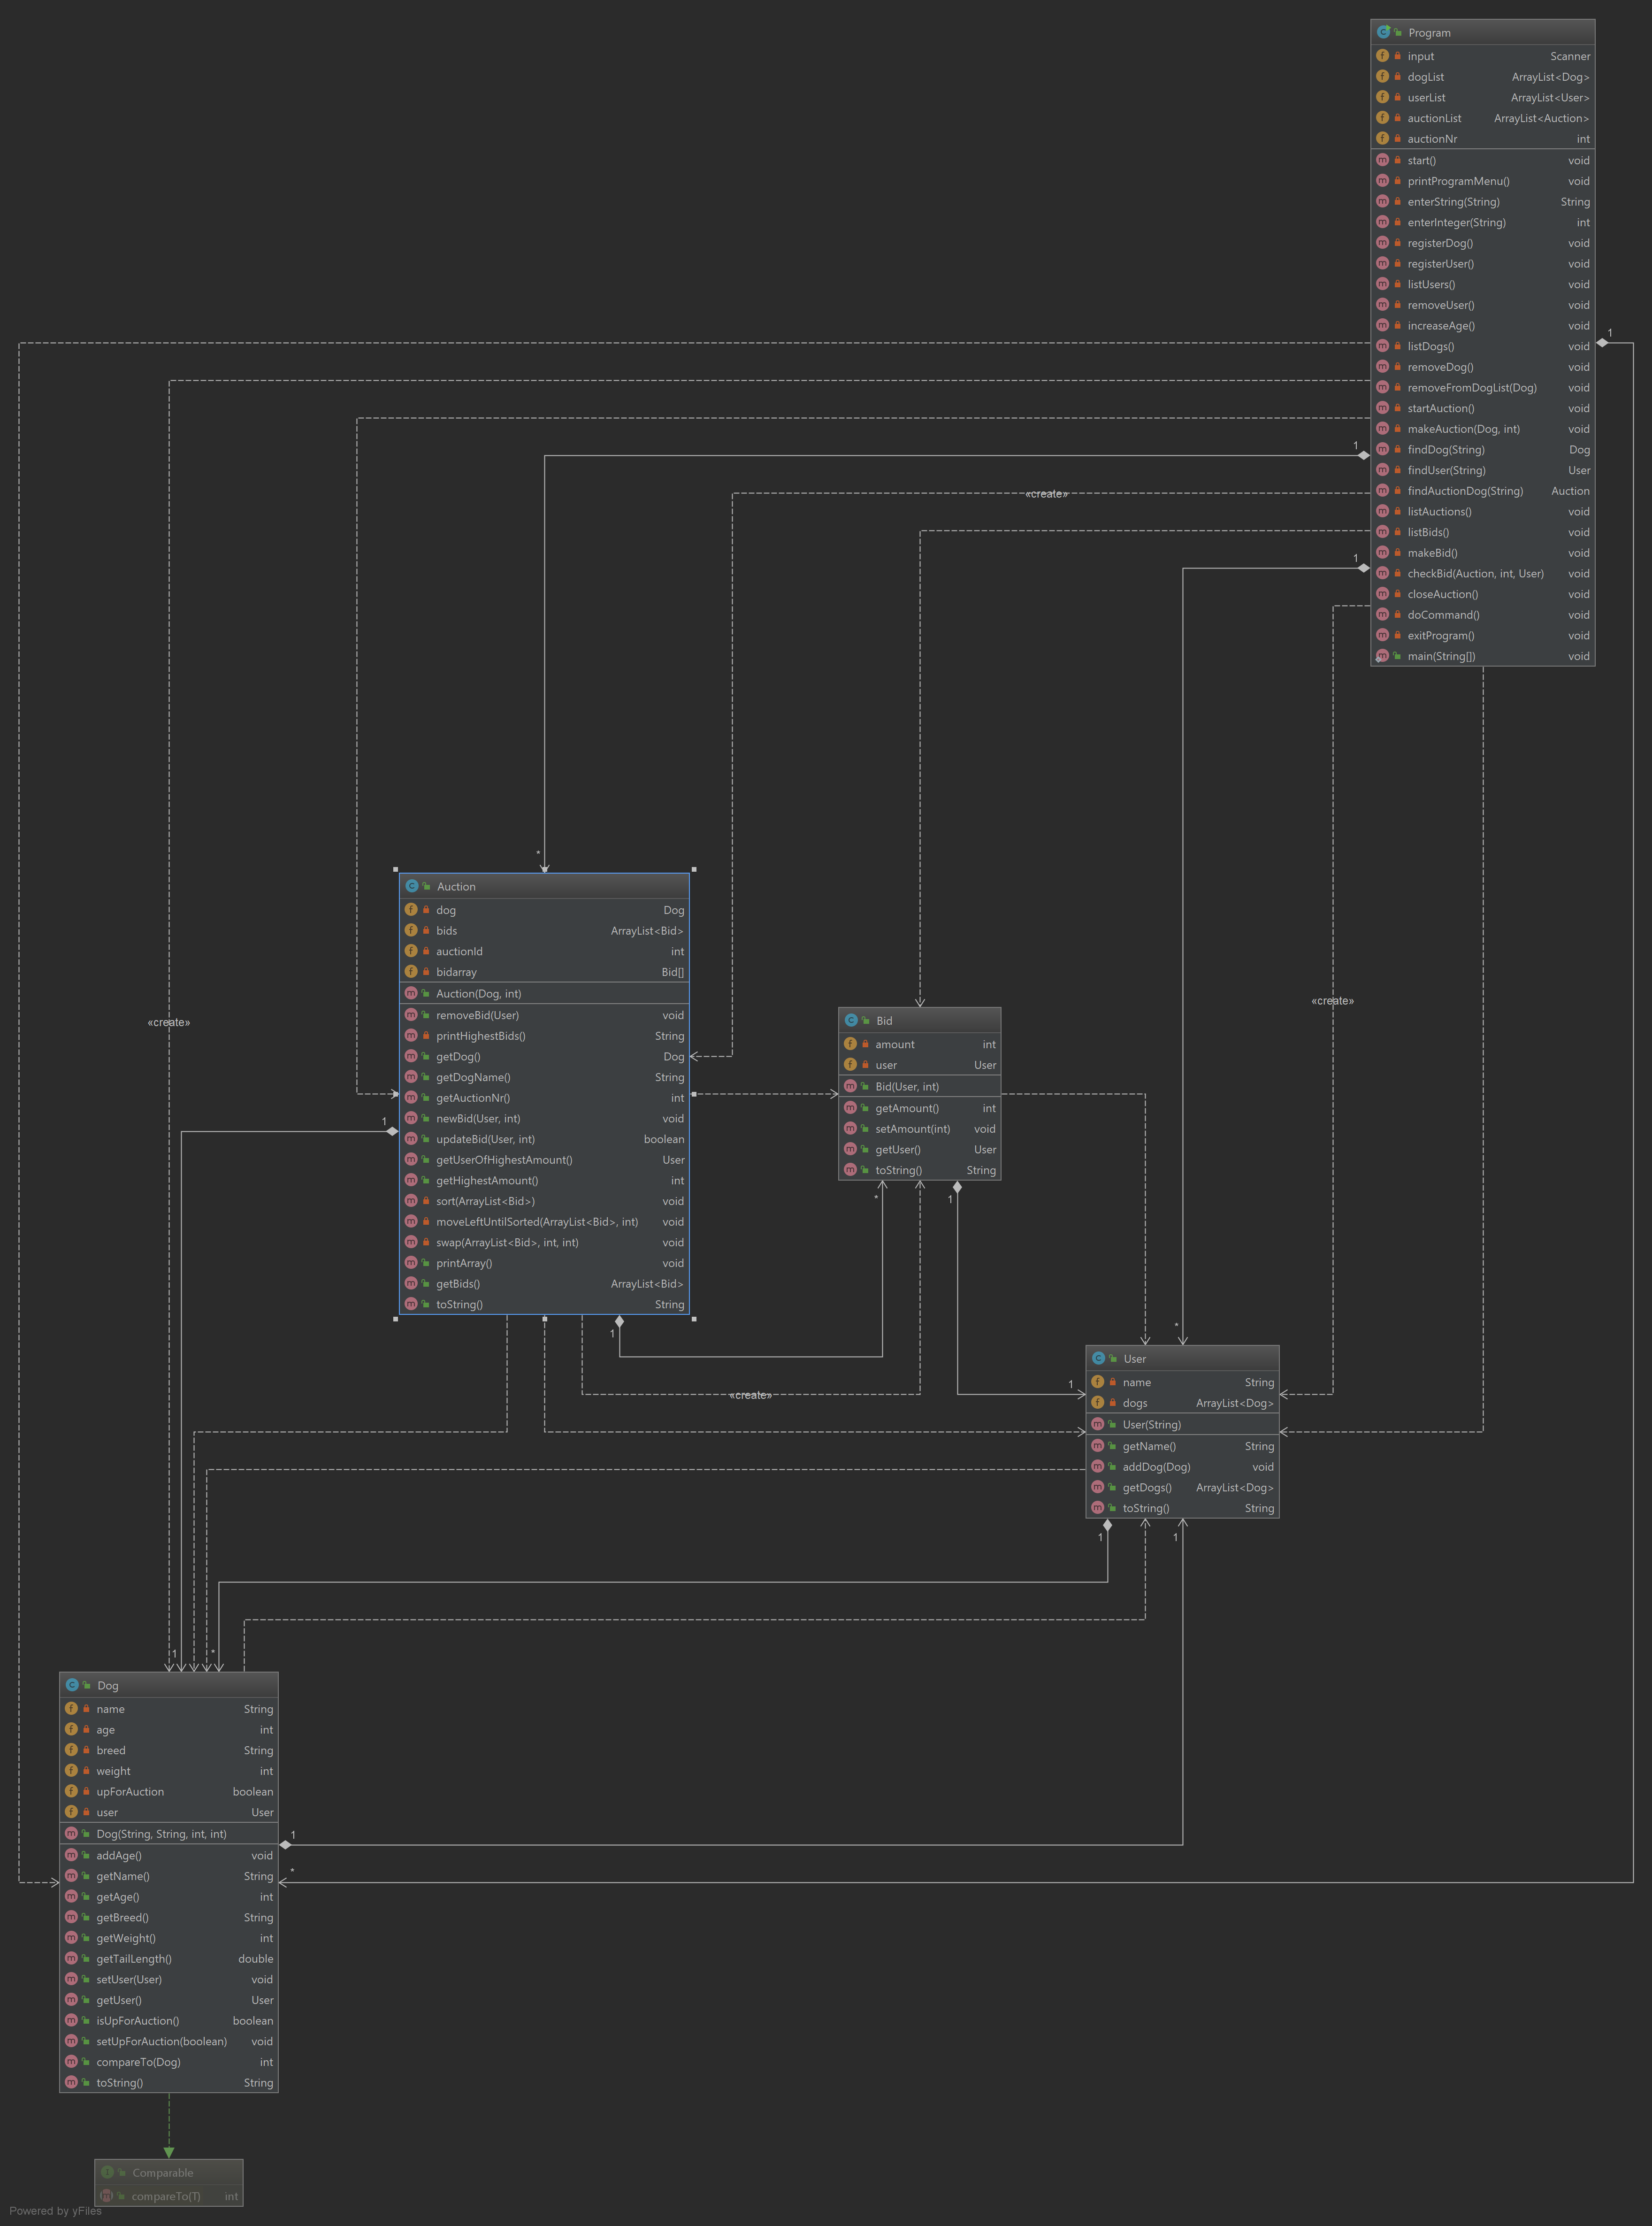 Program
input Scanner
dogList ArrayList<Dog>
userList ArrayList<User>
auctionList ArrayList<Auction>
auctionNr int
start() void
printProgramMenu() void
enterString(String) String
enterInteger(String) int
registerDog() void
registerUser() void
listUsers() void
removeUser() void
increaseAge() void
listDogs() void
removeDog() void
removeFromDogList(Dog) void
startAuction() void
makeAuction(Dog, int) void
findDog(String) Dog
findUser(String) User
findAuctionDog(String) Auction
listAuctions() void
listBids() void
makeBid() void
checkBid(Auction, int, User) void
closeAuction() void
doCommand() void
exitProgram() void
main(String[]) void
1
1
«create»
1
*
Auction
dog Dog
bids ArrayList<Bid>
auctionId int
bidarray Bid[]
Auction(Dog, int)
removeBid(User) void
printHighestBids() String
getDog() Dog
getDogName() String
getAuctionNr() int
newBid(User, int) void
updateBid(User, int) boolean
getUserOfHighestAmount() User
getHighestAmount() int
sort(ArrayList<Bid>) void
moveLeftUntilSorted(ArrayList<Bid>, int) void
swap(ArrayList<Bid>, int, int) void
printArray() void
getBids() ArrayList<Bid>
toString() String
«create»
«create»
1
Bid
amount int
user User
Bid(User, int)
getAmount() int
setAmount(int) void
getUser() User
toString() String
*
1
1
*
«create»
1
User
name String
dogs ArrayList<Dog>
User(String)
getName() String
addDog(Dog) void
getDogs() ArrayList<Dog>
toString() String
1
1
1
*
Dog
name String
age int
breed String
weight int
upForAuction boolean
user User
Dog(String, String, int, int)
addAge() void
getName() String
getAge() int
getBreed() String
getWeight() int
getTailLength() double
setUser(User) void
getUser() User
isUpForAuction() boolean
setUpForAuction(boolean) void
compareTo(Dog) int
toString() String
1
*
Comparable
compareTo(T) int
Powered by yFiles